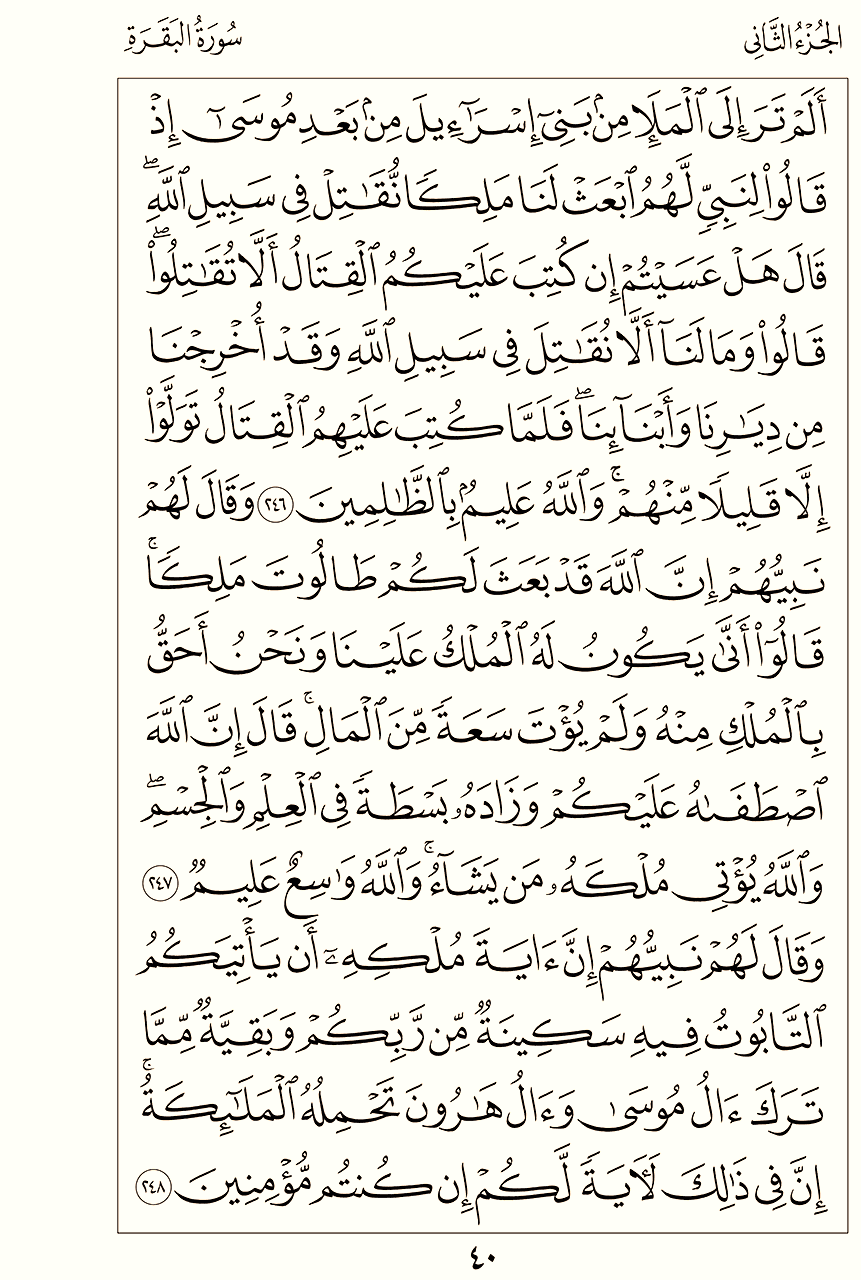 الجُزْءُ الثَّانِي
سُورَةُ البَقَرَةِ
أَلَمْ تَرَ إِلَى ٱلْمَلَإِ مِنۢ بَنِىٓ إِسْرَٰٓءِيلَ مِنۢ بَعْدِ مُوسَىٰٓ إِذْ
قَالُوا۟ لِنَبِىٍّ لَّهُمُ ٱبْعَثْ لَنَا مَلِكًا نُّقَٰتِلْ فِى سَبِيلِ ٱللَّهِ ۖ
قَالَ هَلْ عَسَيْتُمْ إِن كُتِبَ عَلَيْكُمُ ٱلْقِتَالُ أَلَّا تُقَٰتِلُوا۟ ۖ
قَالُوا۟ وَمَا لَنَآ أَلَّا نُقَٰتِلَ فِى سَبِيلِ ٱللَّهِ وَقَدْ أُخْرِجْنَا
مِن دِيَٰرِنَا وَأَبْنَآئِنَا ۖ فَلَمَّا كُتِبَ عَلَيْهِمُ ٱلْقِتَالُ تَوَلَّوْا۟
إِلَّا قَلِيلًا مِّنْهُمْ ۗ وَٱللَّهُ عَلِيمٌۢ بِٱلظَّٰلِمِينَ ٢٤٦ وَقَالَ لَهُمْ
نَبِيُّهُمْ إِنَّ ٱللَّهَ قَدْ بَعَثَ لَكُمْ طَالُوتَ مَلِكًا ۚ
قَالُوٓا۟ أَنَّىٰ يَكُونُ لَهُ ٱلْمُلْكُ عَلَيْنَا وَنَحْنُ أَحَقُّ
بِٱلْمُلْكِ مِنْهُ وَلَمْ يُؤْتَ سَعَةً مِّنَ ٱلْمَالِ ۚ قَالَ إِنَّ ٱللَّهَ
ٱصْطَفَىٰهُ عَلَيْكُمْ وَزَادَهُۥ بَسْطَةً فِى ٱلْعِلْمِ وَٱلْجِسْمِ ۖ
وَٱللَّهُ يُؤْتِى مُلْكَهُۥ مَن يَشَآءُ ۚ وَٱللَّهُ وَٰسِعٌ عَلِيمٌ ٢٤٧
وَقَالَ لَهُمْ نَبِيُّهُمْ إِنَّ ءَايَةَ مُلْكِهِۦٓ أَن يَأْتِيَكُمُ
ٱلتَّابُوتُ فِيهِ سَكِينَةٌ مِّن رَّبِّكُمْ وَبَقِيَّةٌ مِّمَّا
تَرَكَ ءَالُ مُوسَىٰ وَءَالُ هَٰرُونَ تَحْمِلُهُ ٱلْمَلَٰٓئِكَةُ ۚ
إِنَّ فِى ذَٰلِكَ لَـَٔايَةً لَّكُمْ إِن كُنتُم مُّؤْمِنِينَ ٢٤٨
٤٠